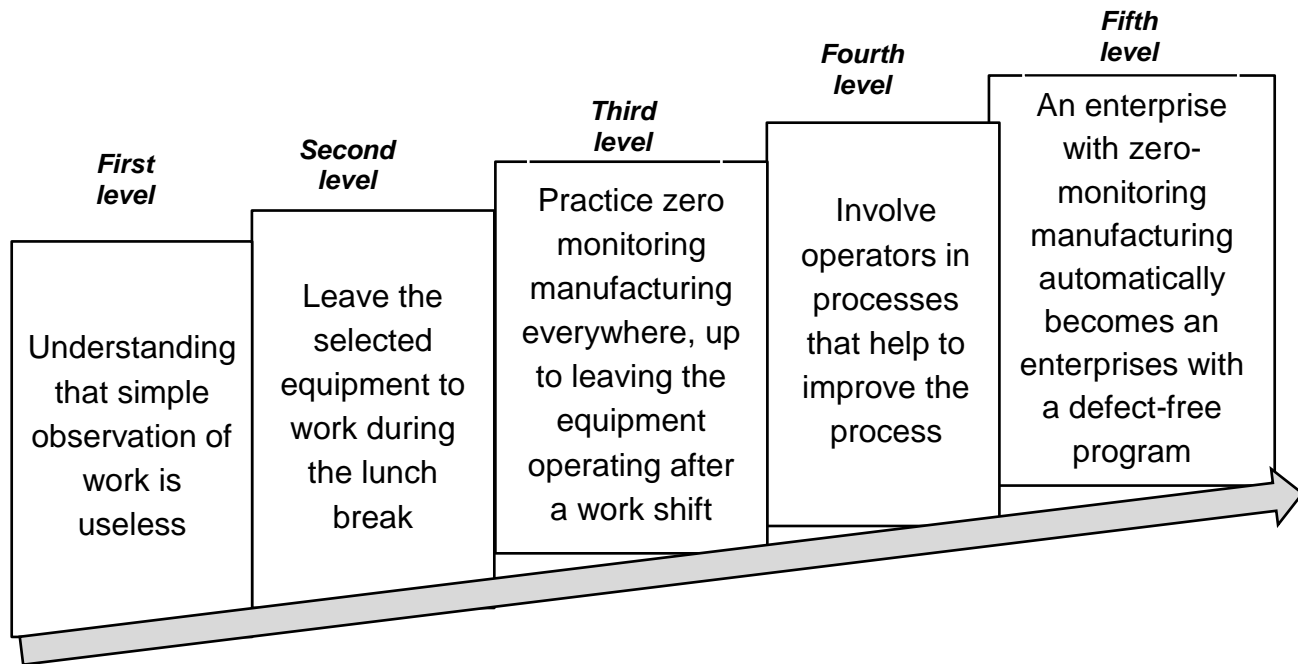 First
level
Understanding
that simple
observation of
work is
useless
Second
level
Leave the
selected
equipment to
work during
the lunch
break
Third
level
Practice zero
monitoring
manufacturing
everywhere, up
to leaving the
equipment
operating after
a work shift
Fourth
level
Involve
operators in
processes
that help to
improve the
process
Fifth
level
An enterprise
with zero-
monitoring
manufacturing
automatically
becomes an
enterprises with
a defect-free
program